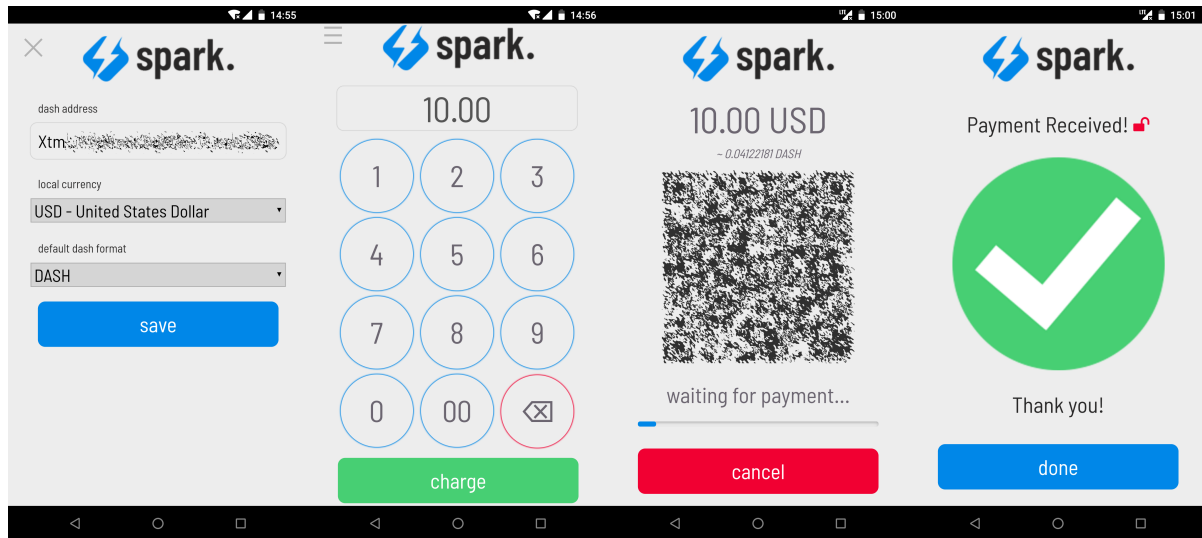 14:55
spark.
dash address
Xtm
local currency
USD - United States Dollar
default dash format
DASH
save
14:56
spark.
10.00
1 2 3
4 5 6
7 8 9
0 00
charge
LTE 15:00
spark.
10.00 USD
~ 0.04122181 DASH
waiting for payment...
cancel
LTE 15:01
spark.
Payment Received!
Thank you!
done